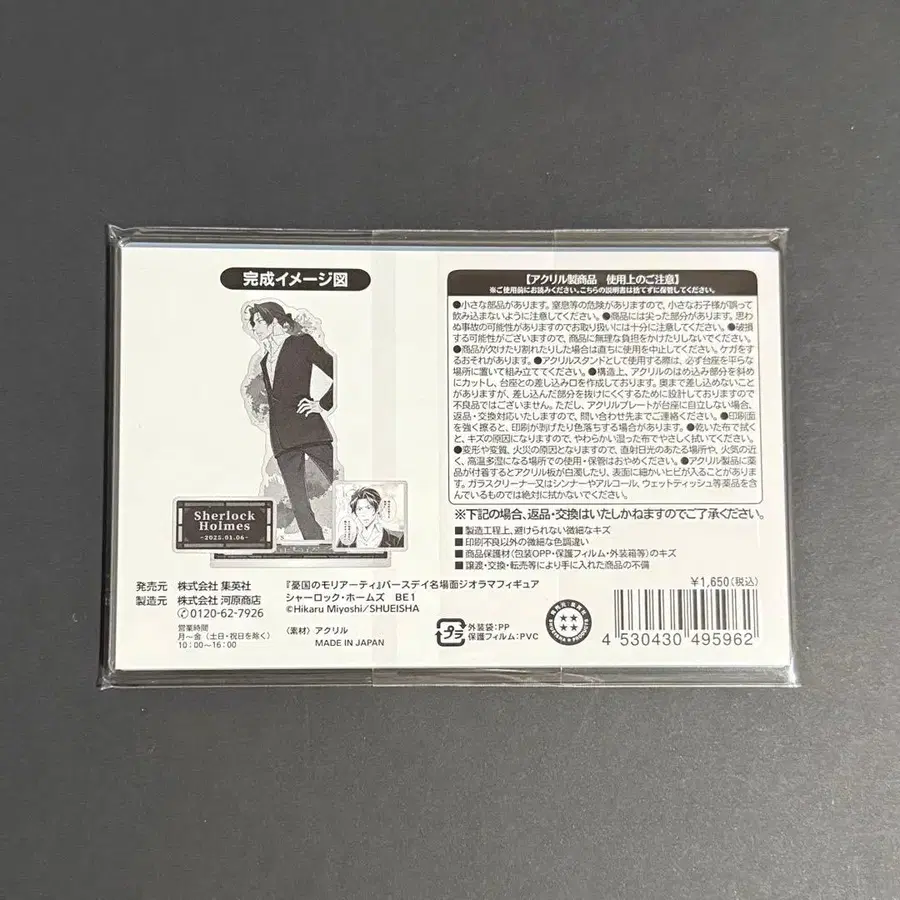 完成イメージ図
Sherlock
Holmes
-2025.01.06-
【アクリル製商品　使用上のご注意】
※ご使用前にお読みください。こちらの説明書は捨てずに保管してください。
●小さな部品があります。窒息等の危険がありますので、小さなお子様が誤って
飲み込まないように注意してください。●商品には尖った部分があります。思わ
ぬ事故の可能性がありますのでお取り扱いには十分に注意してください。●破損
する可能性がございますので、商品に無理な負担をかけたりしないでください。
●商品が欠けたり割れたりした場合は直ちに使用を中止してください。ケガをす
るおそれがあります。●アクリルスタンドとして使用する際は、必ず台座を平らな
場所に置いて組み立ててください。●構造上、アクリルのはめ込み部分を斜
めにカットし、台座との差し込み口を作成しております。奥まで差し込めないこと
がありますが、差し込んだ部分を抜けにくくするために設計しておりますので
不良品ではございません。ただし、アクリルプレートが台座に自立しない場合、
返品・交換対応いたしますので、問い合わせ先までご連絡ください。●印刷面
を強く擦ると、印刷が剥げたり色落ちする場合があります。●乾いた布で拭く
と、キズの原因になりますので、やわらかい湿った布でやさしく拭いてください。
●変形や変質、火災の原因となりますので、直射日光のあたる場所や、火気の近
く、高温多湿になる場所での使用・保管はおやめください。●アクリル製品に薬
品が付着するとアクリル板が白濁したり、表面に細かいヒビが入ることがありま
す。ガラスクリーナー又はシンナーやアルコール、ウェットティッシュ等薬品を含
んでいるものでは絶対に拭かないでください。
※下記の場合、返品・交換はいたしかねますのでご了承ください。
■製造工程上、避けられない微細なキズ
■印刷不良以外の微細な色調違い
■商品保護材（包装OPP・保護フィルム・外装箱等）のキズ
■譲渡・交換・転売等により手に入れた商品の不備
発売元　株式会社 集英社
製造元　株式会社 河原商店
0120-62-7926
営業時間
月〜金（土日・祝日を除く）
10：00〜16：00
『憂国のモリアーティ』バースデイ名場面ジオラマフィギュア
シャーロック・ホームズ　BE1
©Hikaru Miyoshi/SHUEISHA
〈素材〉アクリル
MADE IN JAPAN
プラ
外装袋：PP
保護フィルム：PVC
¥1,650（税込）
4 530430 495962